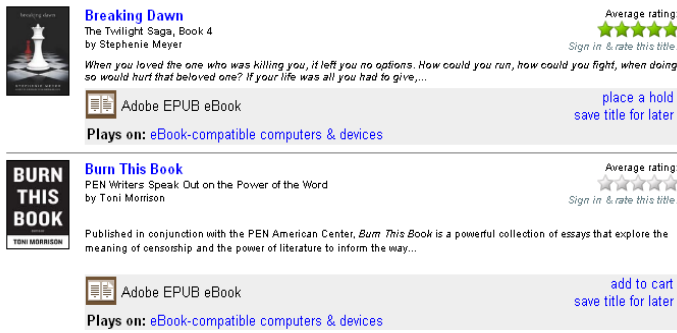 breaking dawn
STEPHENIE MEYER
Breaking Dawn
The Twilight Saga, Book 4
by Stephenie Meyer
Average rating:
Sign in & rate this title
When you loved the one who was killing you, it left you no options. How could you run, how could you fight, when doing
so would hurt that beloved one? If your life was all you had to give,...
Adobe EPUB eBook
place a hold
save title for later
Plays on: eBook-compatible computers & devices
BURN
THIS
BOOK
TONI MORRISON
Burn This Book
PEN Writers Speak Out on the Power of the Word
by Toni Morrison
Average rating:
Sign in & rate this title
Published in conjunction with the PEN American Center, Burn This Book is a powerful collection of essays that explore the
meaning of censorship and the power of literature to inform the way...
Adobe EPUB eBook
add to cart
save title for later
Plays on: eBook-compatible computers & devices